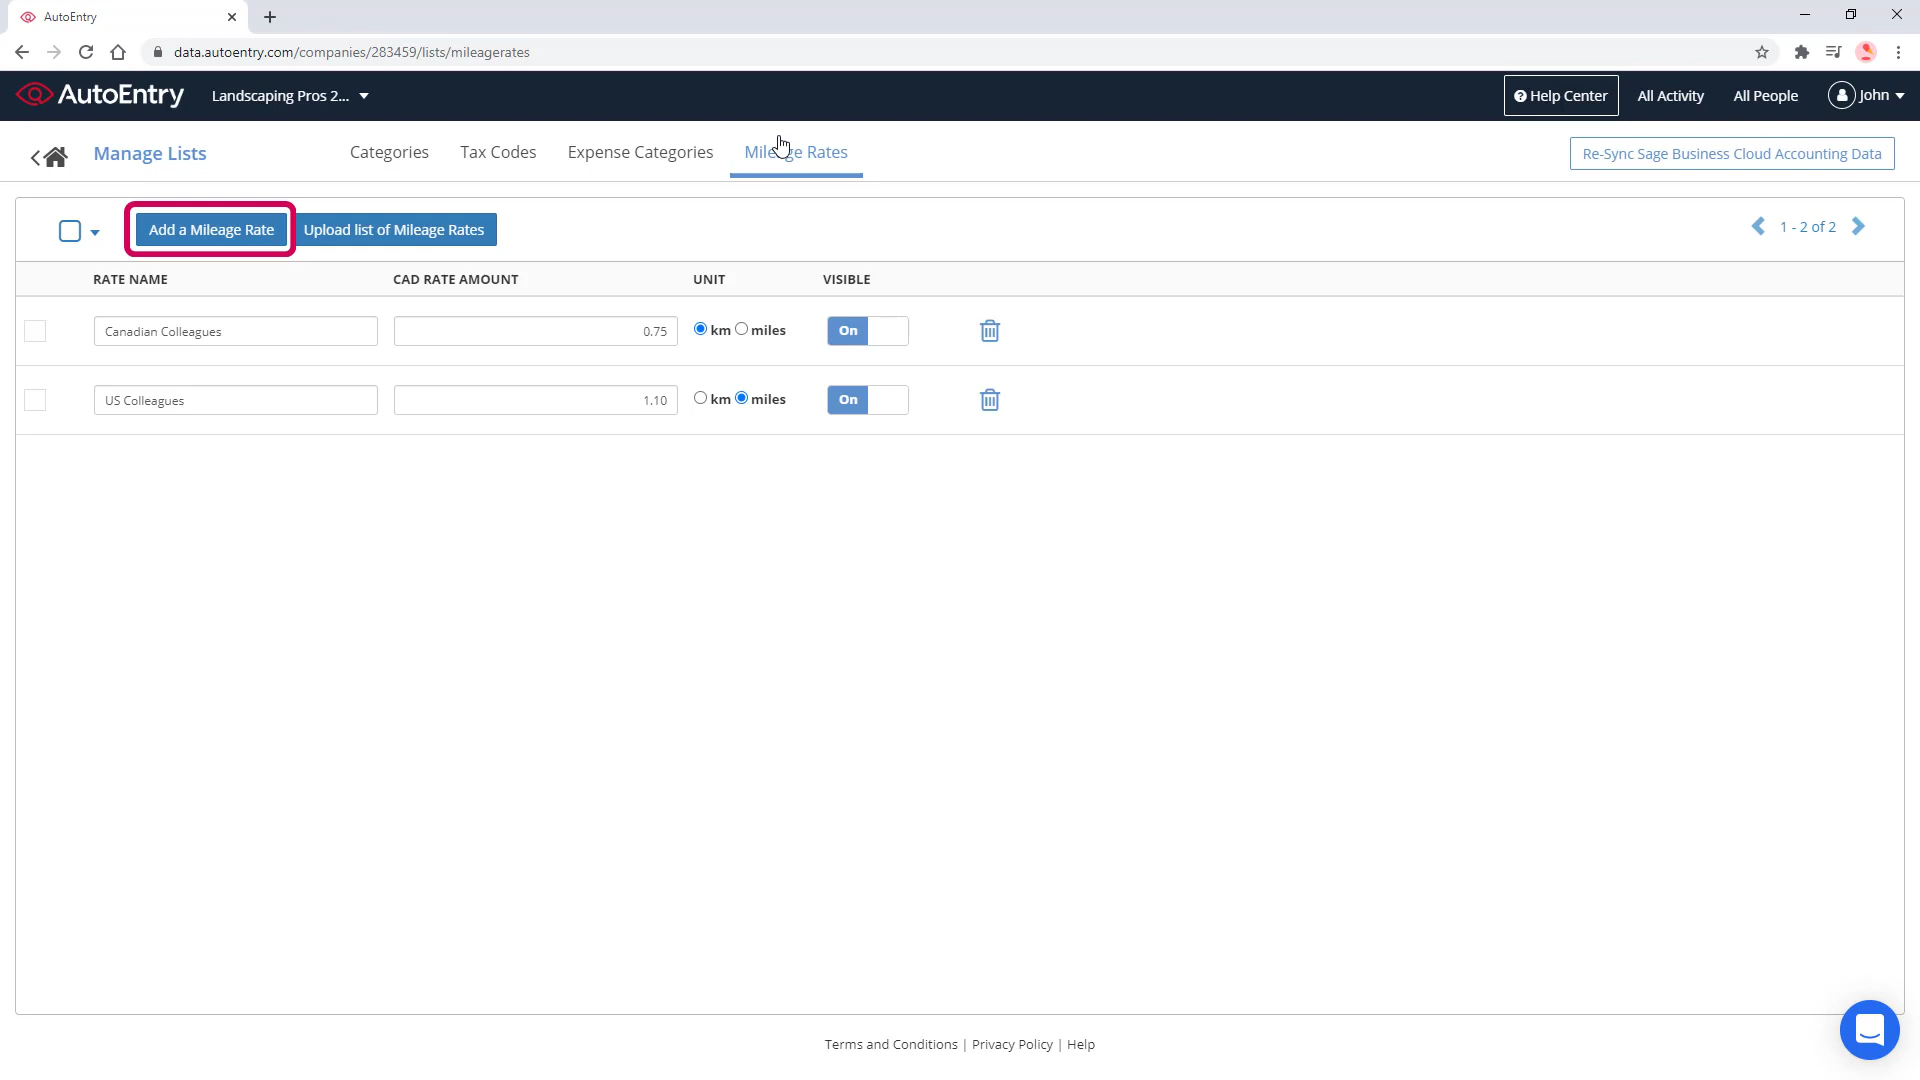 AutoEntry
data.autoentry.com/companies/283459/lists/mileagerates
AutoEntry
Landscaping Pros 2...
Help Center
All Activity
All People
John
Manage Lists
Categories
Tax Codes
Expense Categories
Mileage Rates
Re-Sync Sage Business Cloud Accounting Data
Add a Mileage Rate
Upload list of Mileage Rates
1 - 2 of 2
RATE NAME
CAD RATE AMOUNT
UNIT
VISIBLE
Canadian Colleagues
0.75
km
miles
On
US Colleagues
1.10
km
miles
On
Terms and Conditions | Privacy Policy | Help